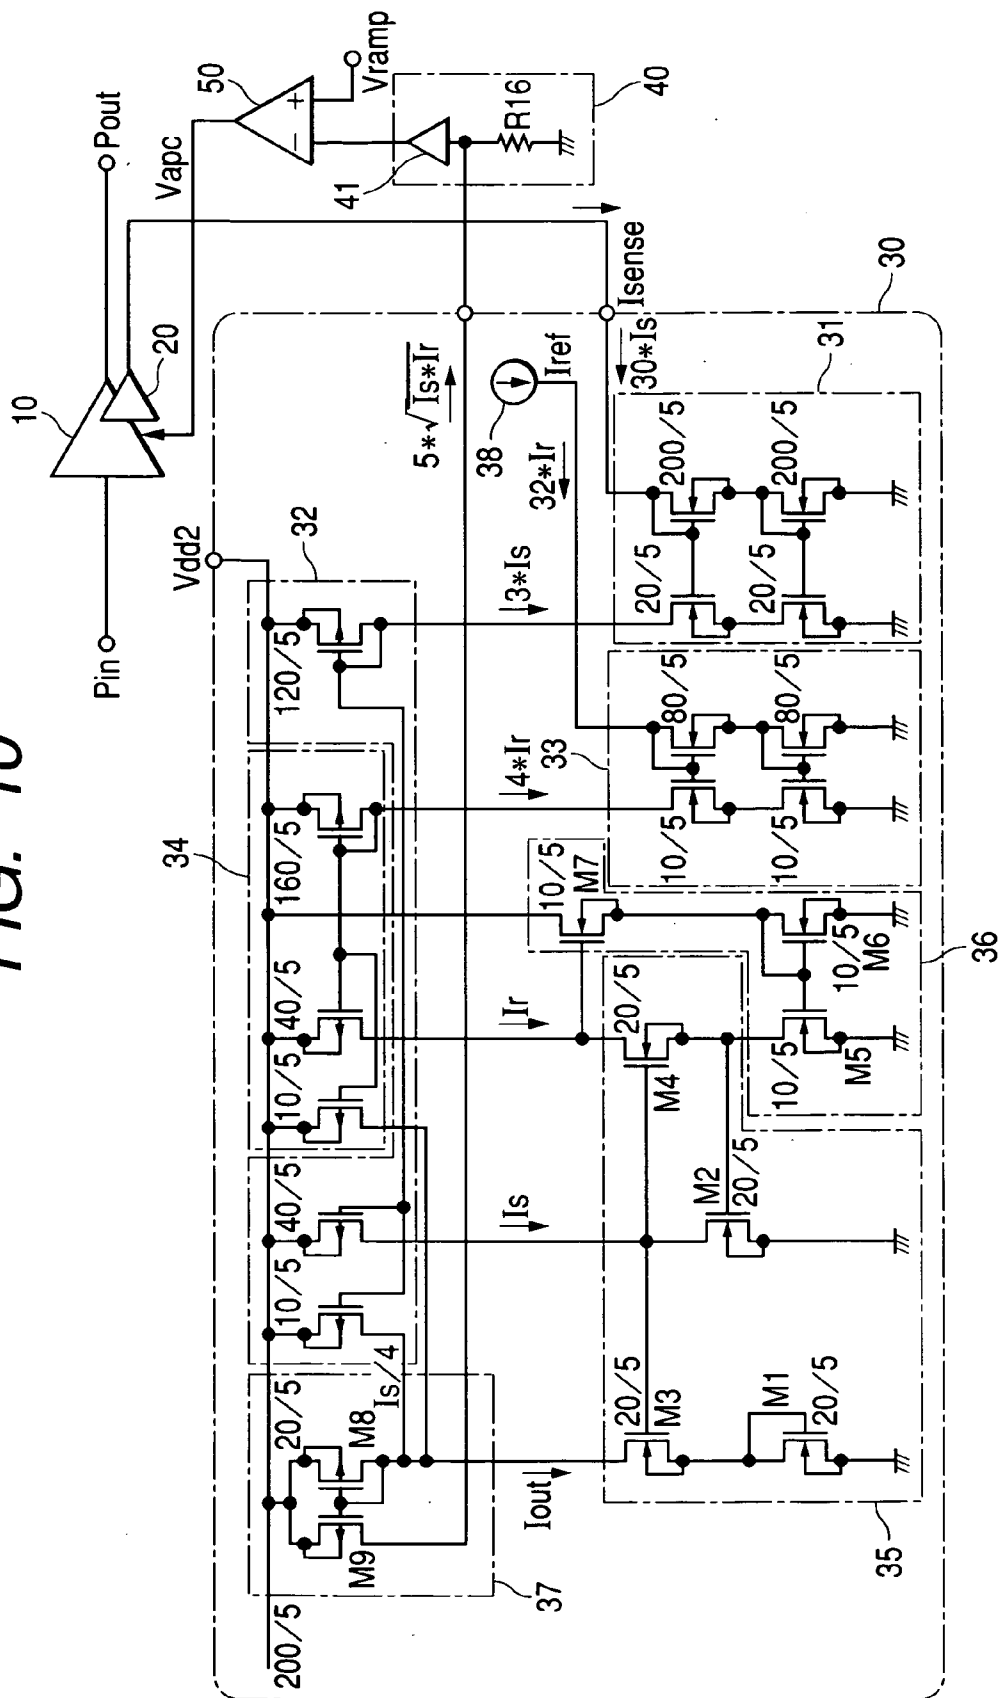 FIG. 10
Pin
Pout
10
20
Vapc
50
+
−
Vramp
41
R16
40
Vdd2
30
Isense
30*Is
5*√Is*Ir
38
Iref
32*Ir
32
34
120/5
160/5
40/5
10/5
40/5
10/5
20/5
M8
M9
200/5
37
Is/4
3*Is
4*Ir
Ir
Is
Iout
31
200/5
20/5
200/5
20/5
33
80/5
10/5
80/5
10/5
10/5
M7
10/5
M6
10/5
M5
36
20/5
M4
M2
20/5
20/5
M3
M1
20/5
35